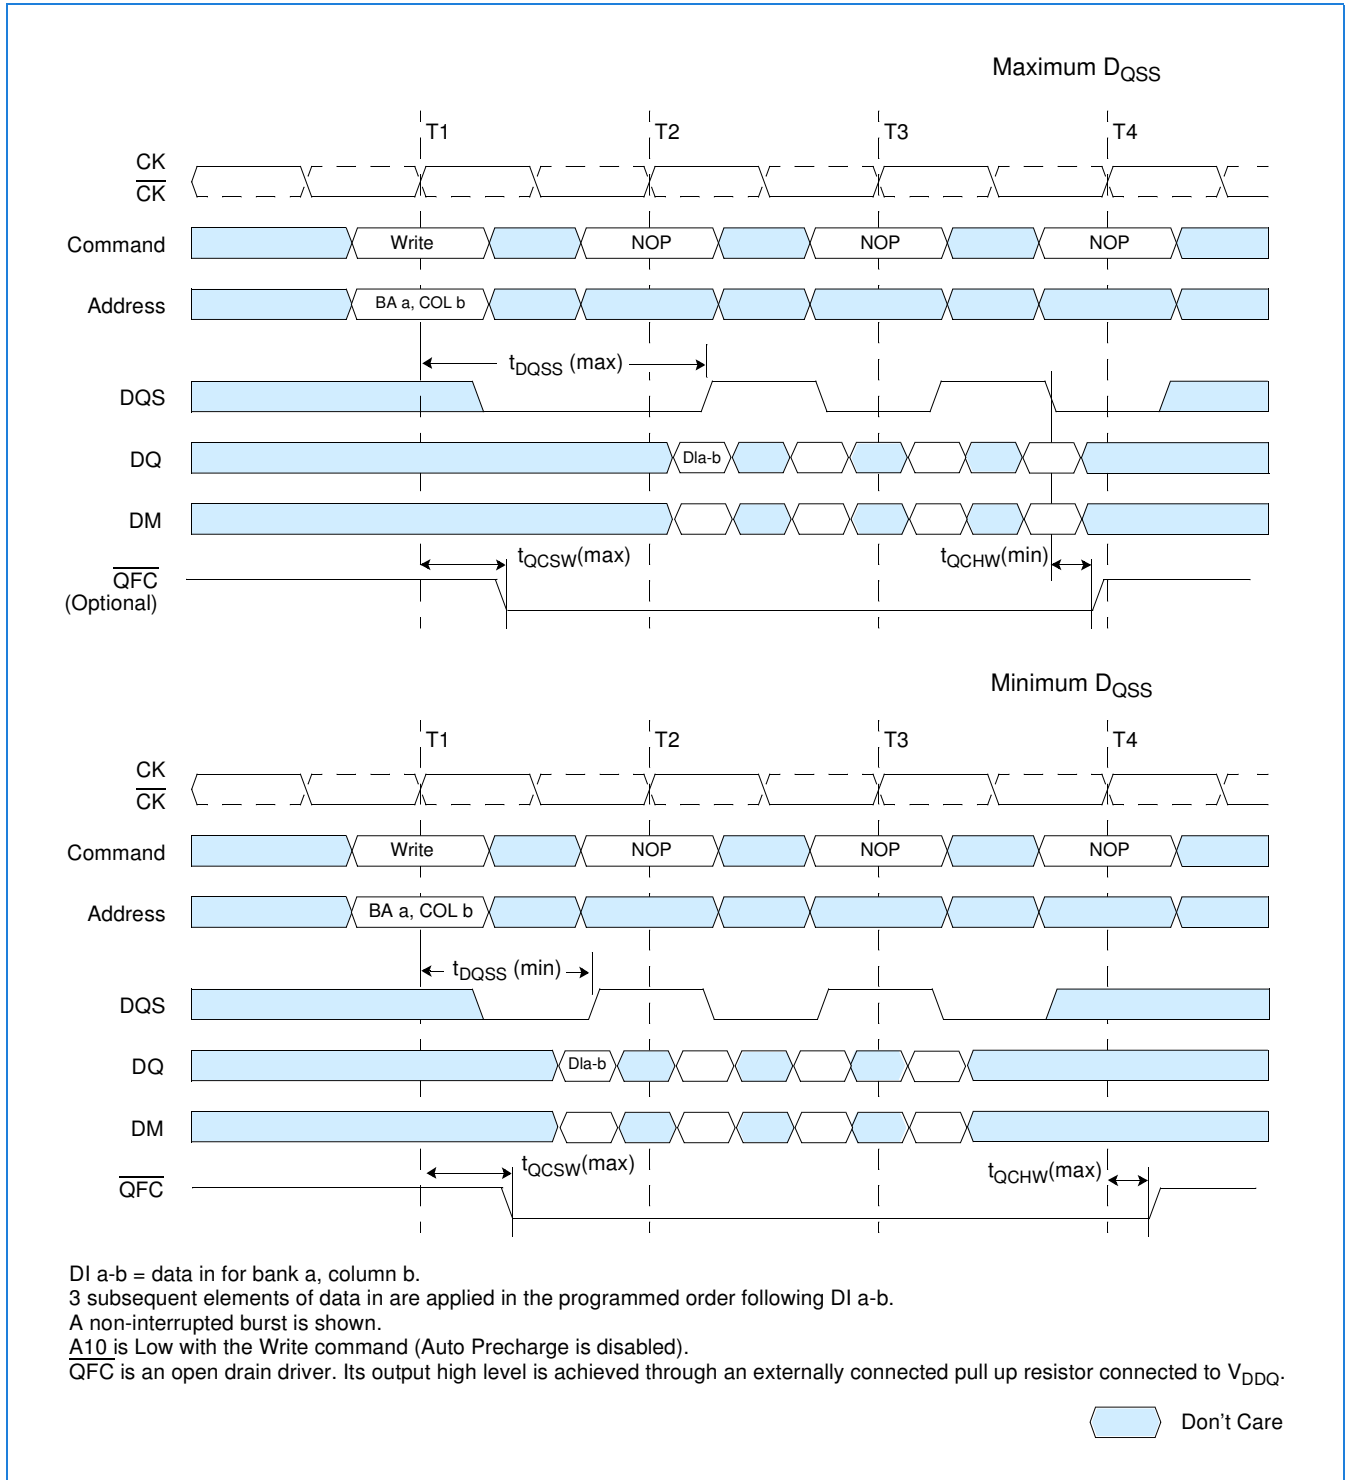 Maximum DQSS
T1 T2 T3 T4
CK
CK
Command Write NOP NOP NOP
Address BA a, COL b
tDQSS (max)
DQS
DQ DIa-b
DM
tQCSW(max) tQCHW(min)
QFC
(Optional)
Minimum DQSS
T1 T2 T3 T4
CK
CK
Command Write NOP NOP NOP
Address BA a, COL b
tDQSS (min)
DQS
DQ DIa-b
DM
tQCSW(max) tQCHW(max)
QFC
DI a-b = data in for bank a, column b.
3 subsequent elements of data in are applied in the programmed order following DI a-b.
A non-interrupted burst is shown.
A10 is Low with the Write command (Auto Precharge is disabled).
QFC is an open drain driver. Its output high level is achieved through an externally connected pull up resistor connected to VDDQ.
Don't Care